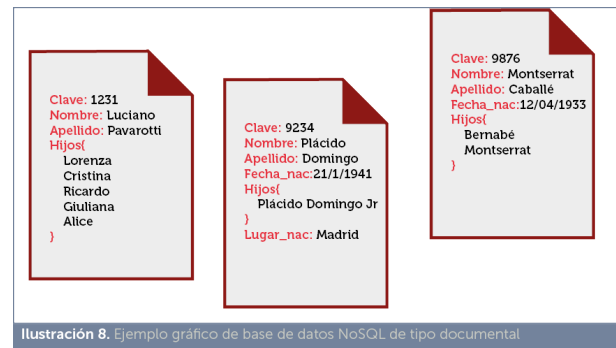 Clave: 1231
Nombre: Luciano
Apellido: Pavarotti
Hijos{
Lorenza
Cristina
Ricardo
Giuliana
Alice
}
Clave: 9234
Nombre: Plácido
Apellido: Domingo
Fecha_nac:21/1/1941
Hijos{
Plácido Domingo Jr
}
Lugar_nac: Madrid
Clave: 9876
Nombre: Montserrat
Apellido: Caballé
Fecha_nac:12/04/1933
Hijos{
Bernabé
Montserrat
}
Ilustración 8. Ejemplo gráfico de base de datos NoSQL de tipo documental